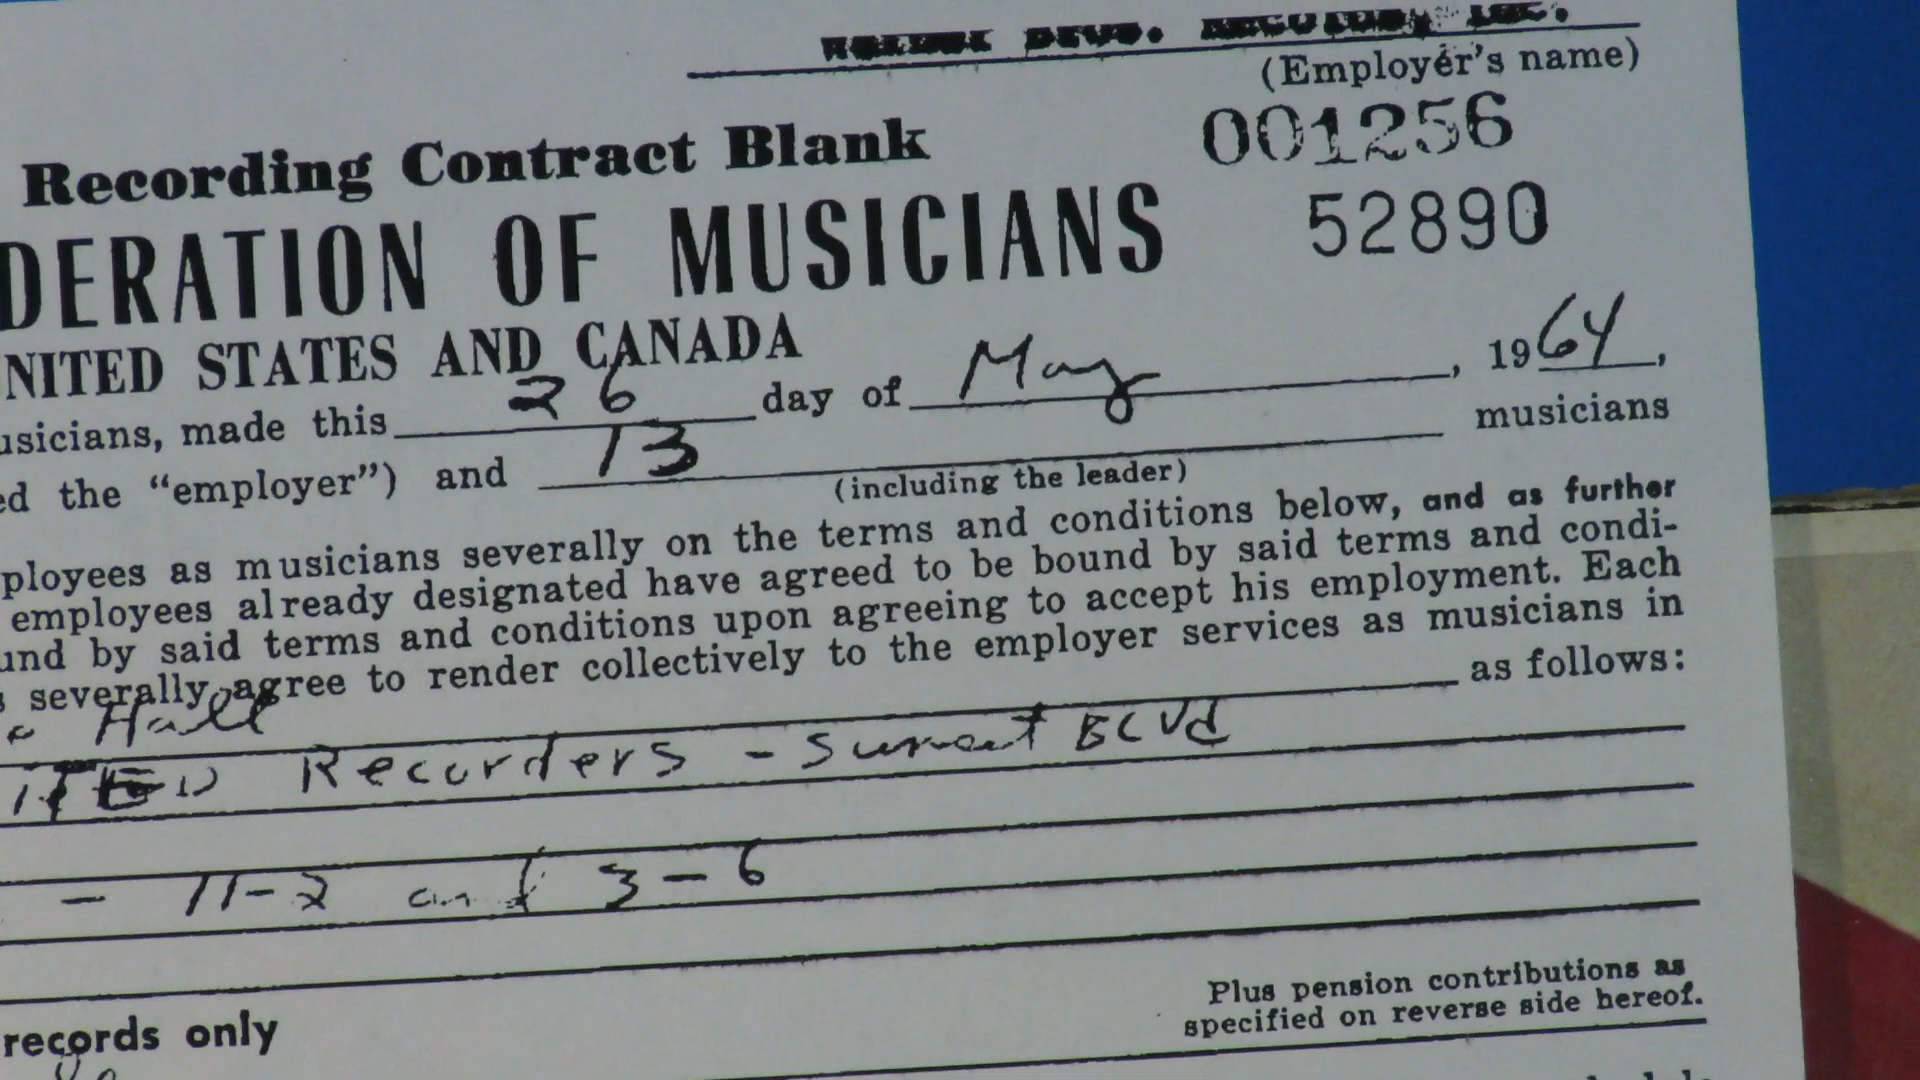 WARNER BROS. RECORDS, INC.
(Employer's name)
Recording Contract Blank
001256
DERATION OF MUSICIANS
52890
NITED STATES AND CANADA
usicians, made this 26 day of May, 1964,
ed the "employer") and 13 musicians
(including the leader)
ployees as musicians severally on the terms and conditions below, and as further
employees already designated have agreed to be bound by said terms and condi-
und by said terms and conditions upon agreeing to accept his employment. Each
s severally agree to render collectively to the employer services as musicians in
as follows:
Hall
Recorders - Sunset BLVd
- 11-2 and 3-6
Plus pension contributions as
specified on reverse side hereof.
records only